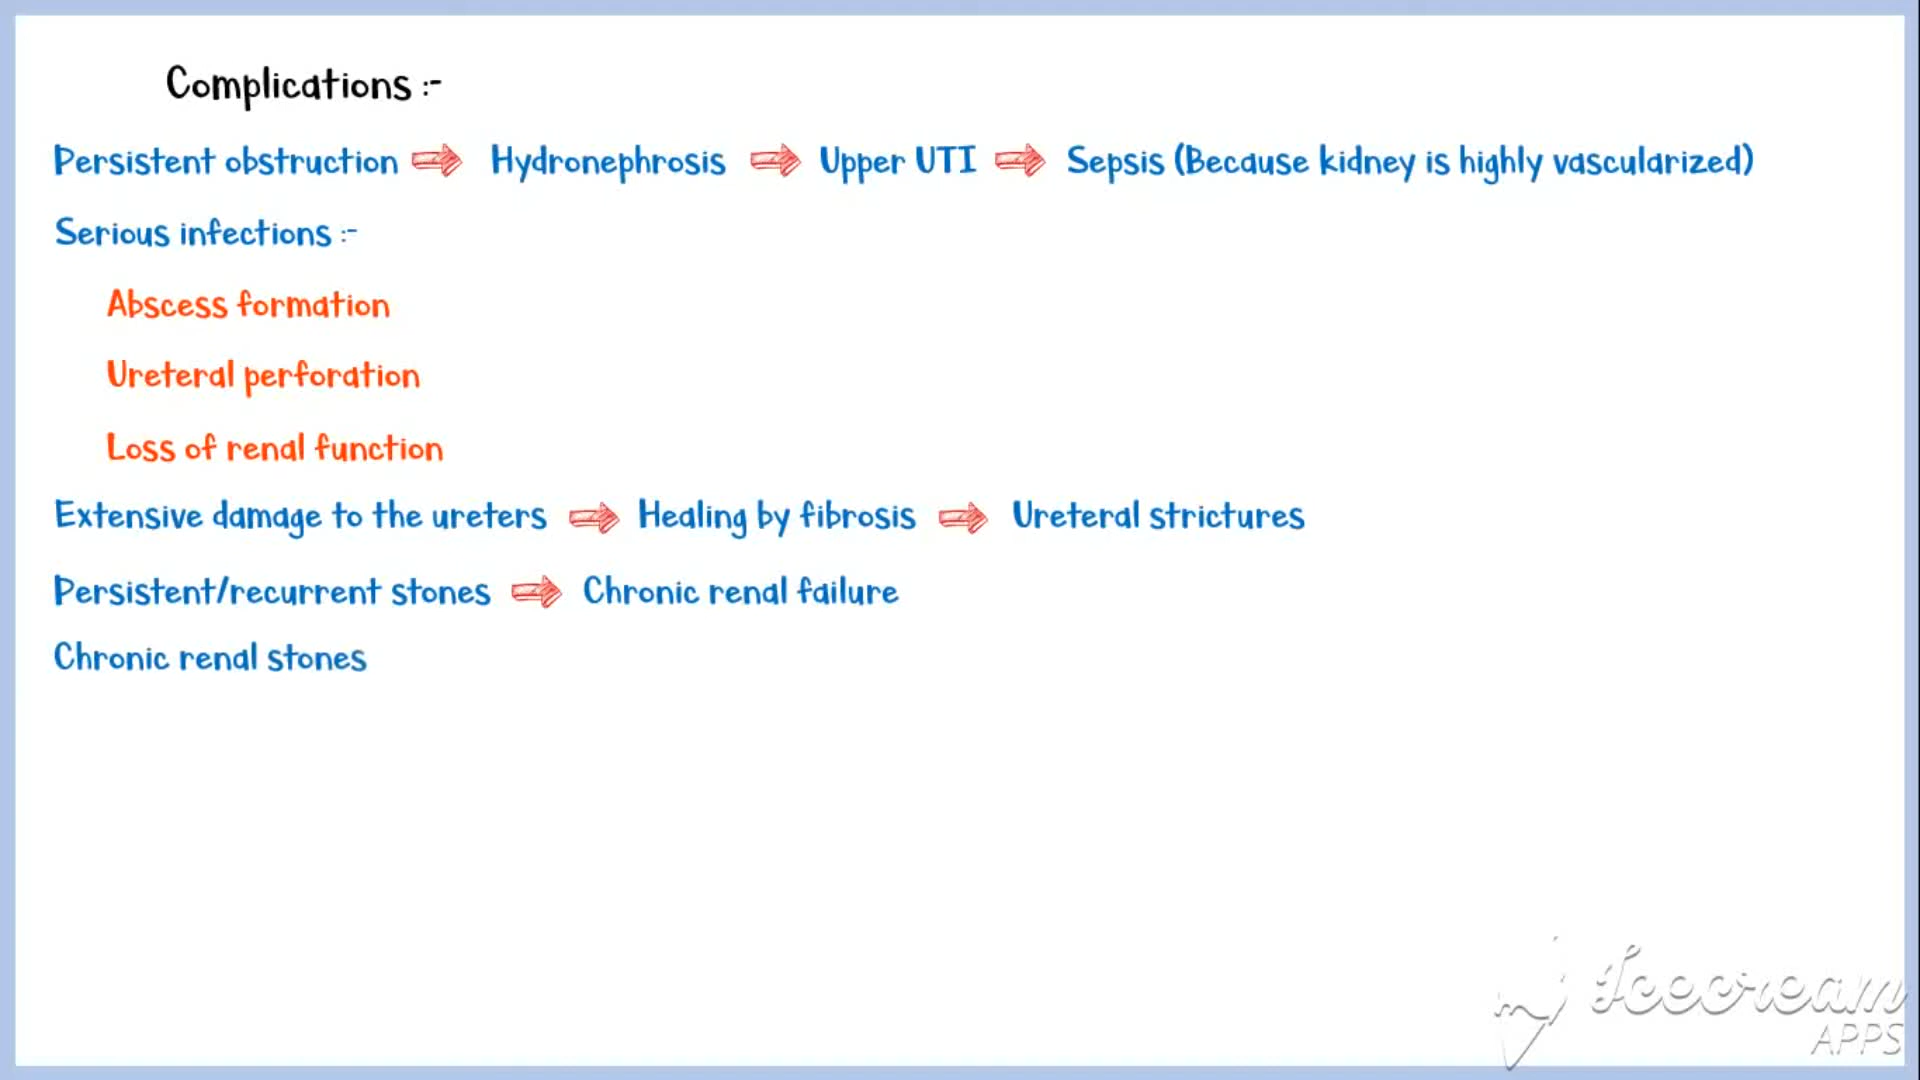 Complications :-
Persistent obstruction ⇒ Hydronephrosis ⇒ Upper UTI ⇒ Sepsis (Because kidney is highly vascularized)
Serious infections :-
Abscess formation
Ureteral perforation
Loss of renal function
Extensive damage to the ureters ⇒ Healing by fibrosis ⇒ Ureteral strictures
Persistent/recurrent stones ⇒ Chronic renal failure
Chronic renal stones
Icecream
APPS